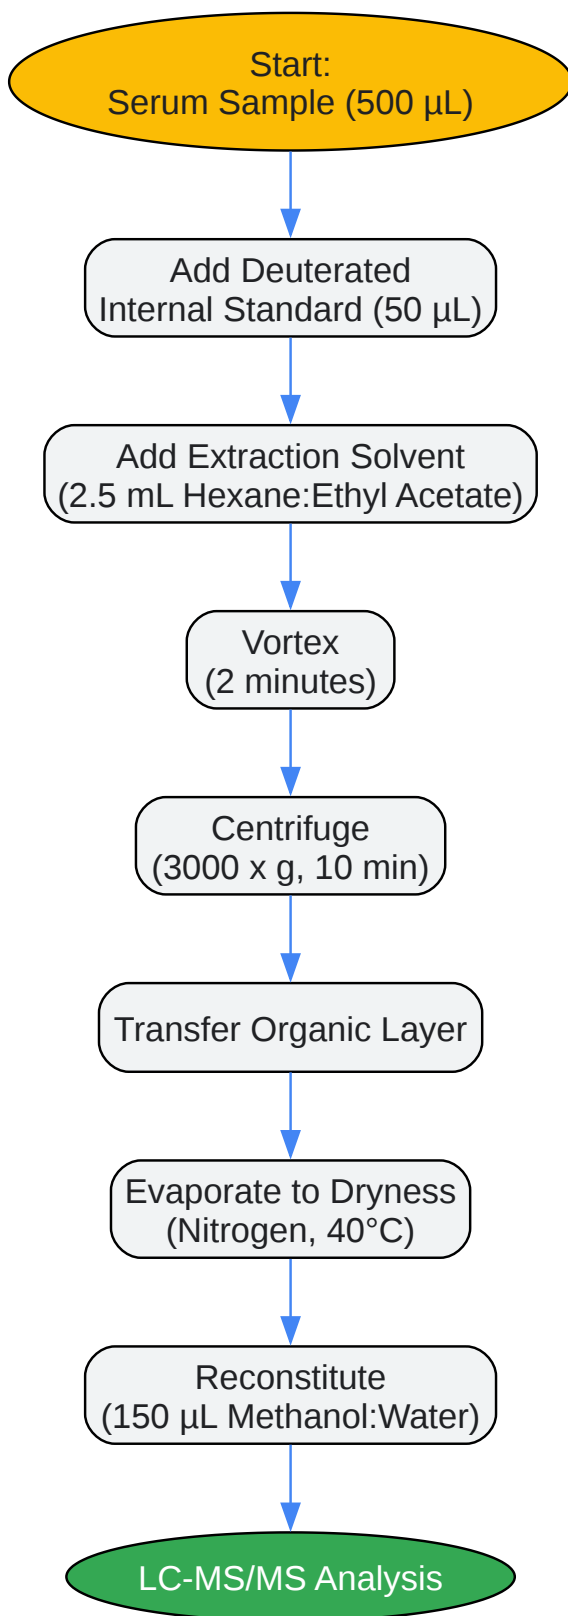 Start:
Serum Sample (500 µL)
Add Deuterated
Internal Standard (50 µL)
Add Extraction Solvent
(2.5 mL Hexane:Ethyl Acetate)
Vortex
(2 minutes)
Centrifuge
(3000 x g, 10 min)
Transfer Organic Layer
Evaporate to Dryness
(Nitrogen, 40°C)
Reconstitute
(150 µL Methanol:Water)
LC-MS/MS Analysis